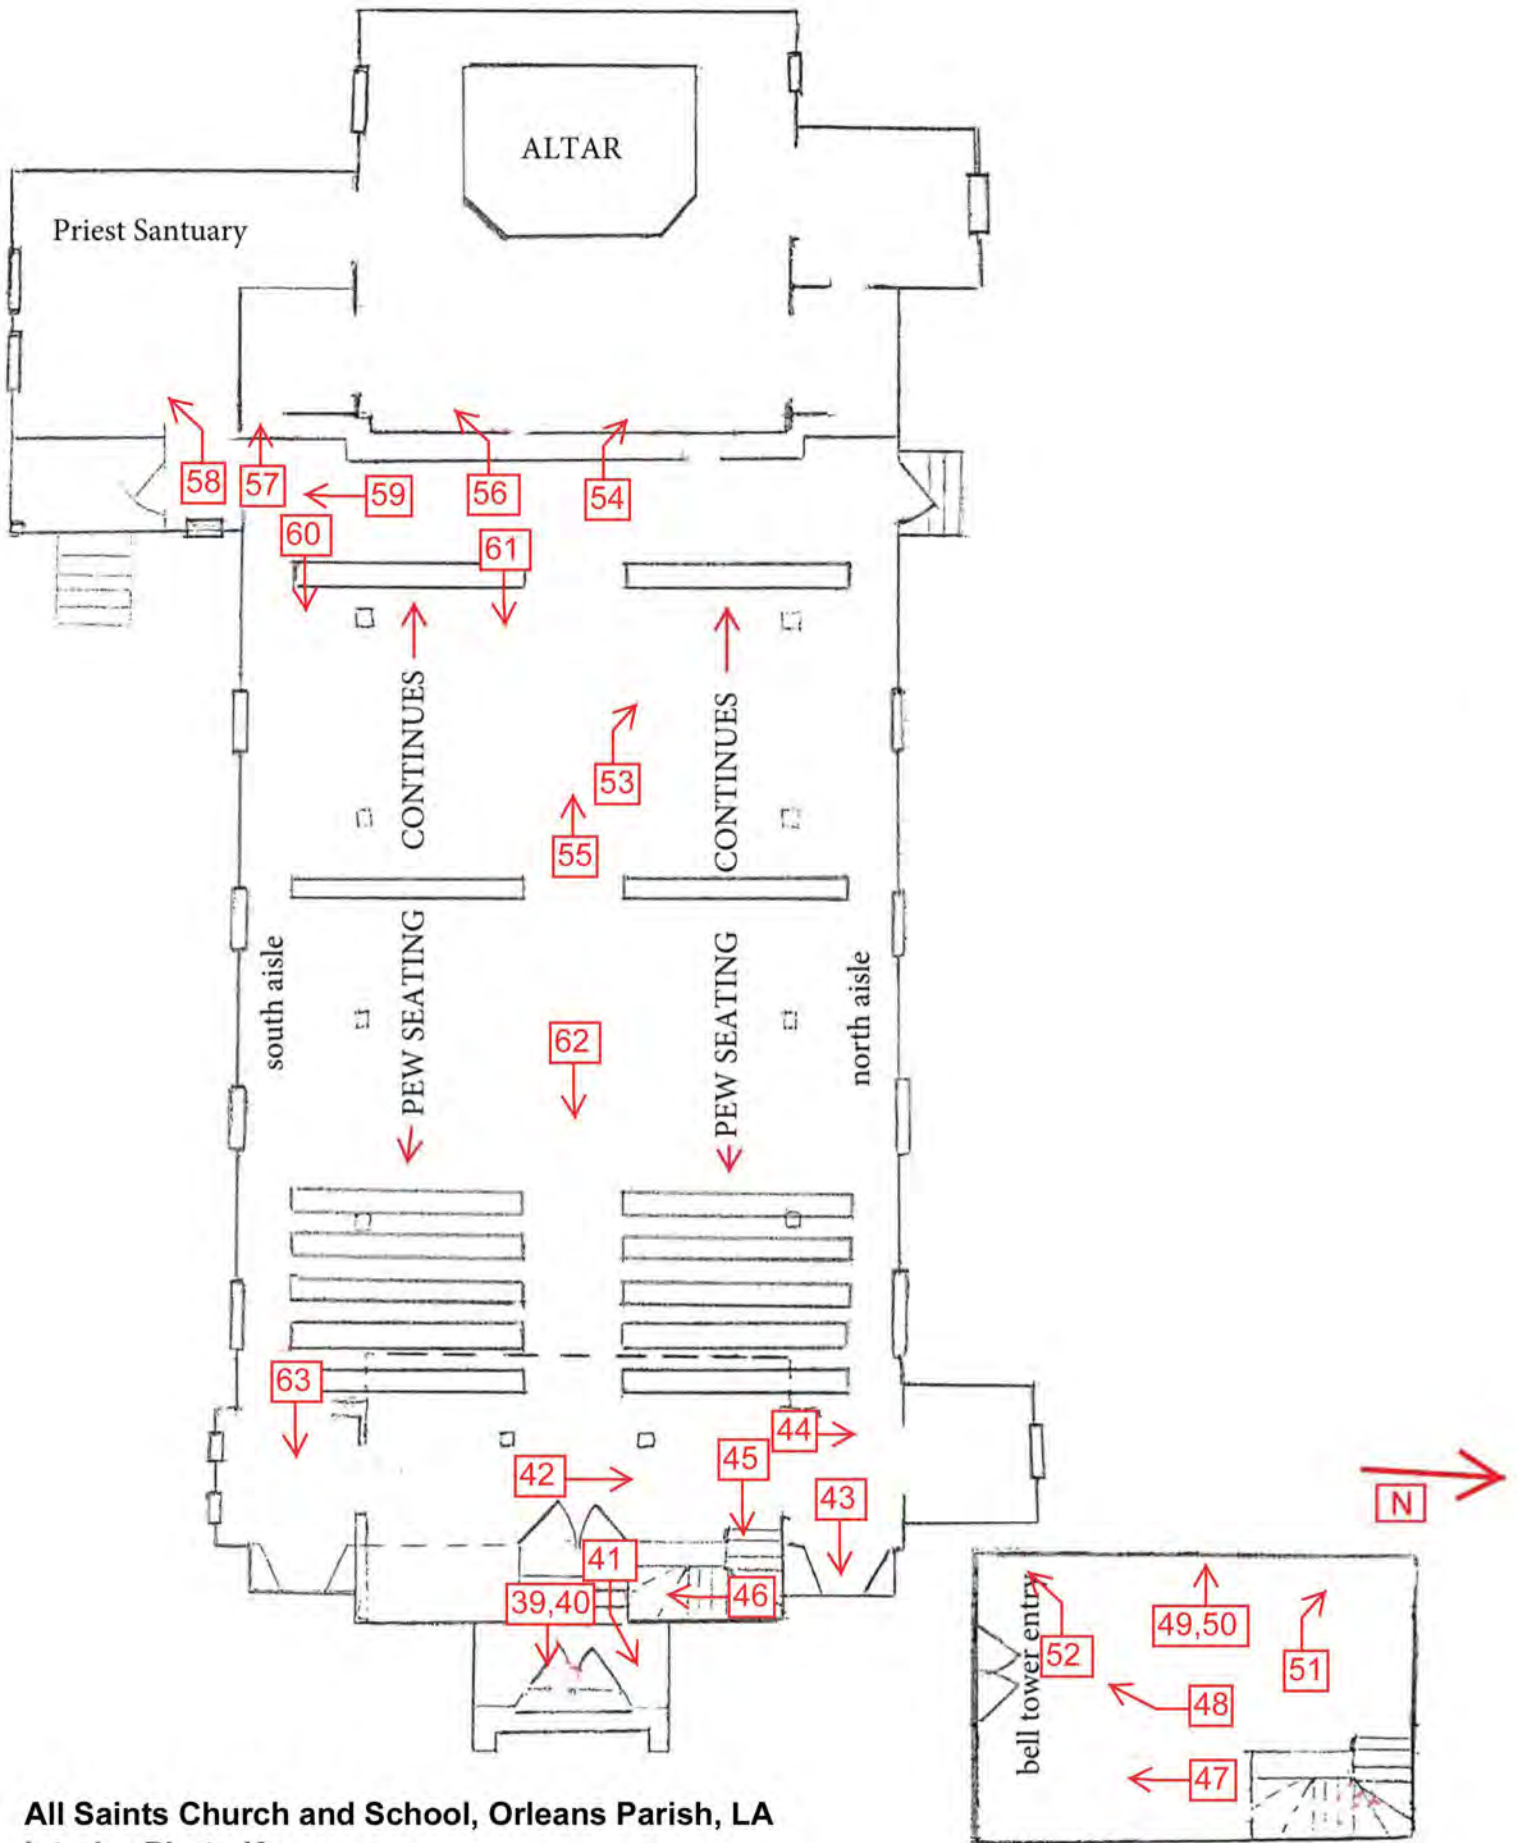 ALTAR
Priest Santuary
58
57
59
56
54
60
61
CONTINUES
CONTINUES
53
55
PEW SEATING
PEW SEATING
south aisle
north aisle
62
63
44
45
42
43
N
41
39,40
46
bell tower entry
49,50
52
51
48
47
All Saints Church and School, Orleans Parish, LA